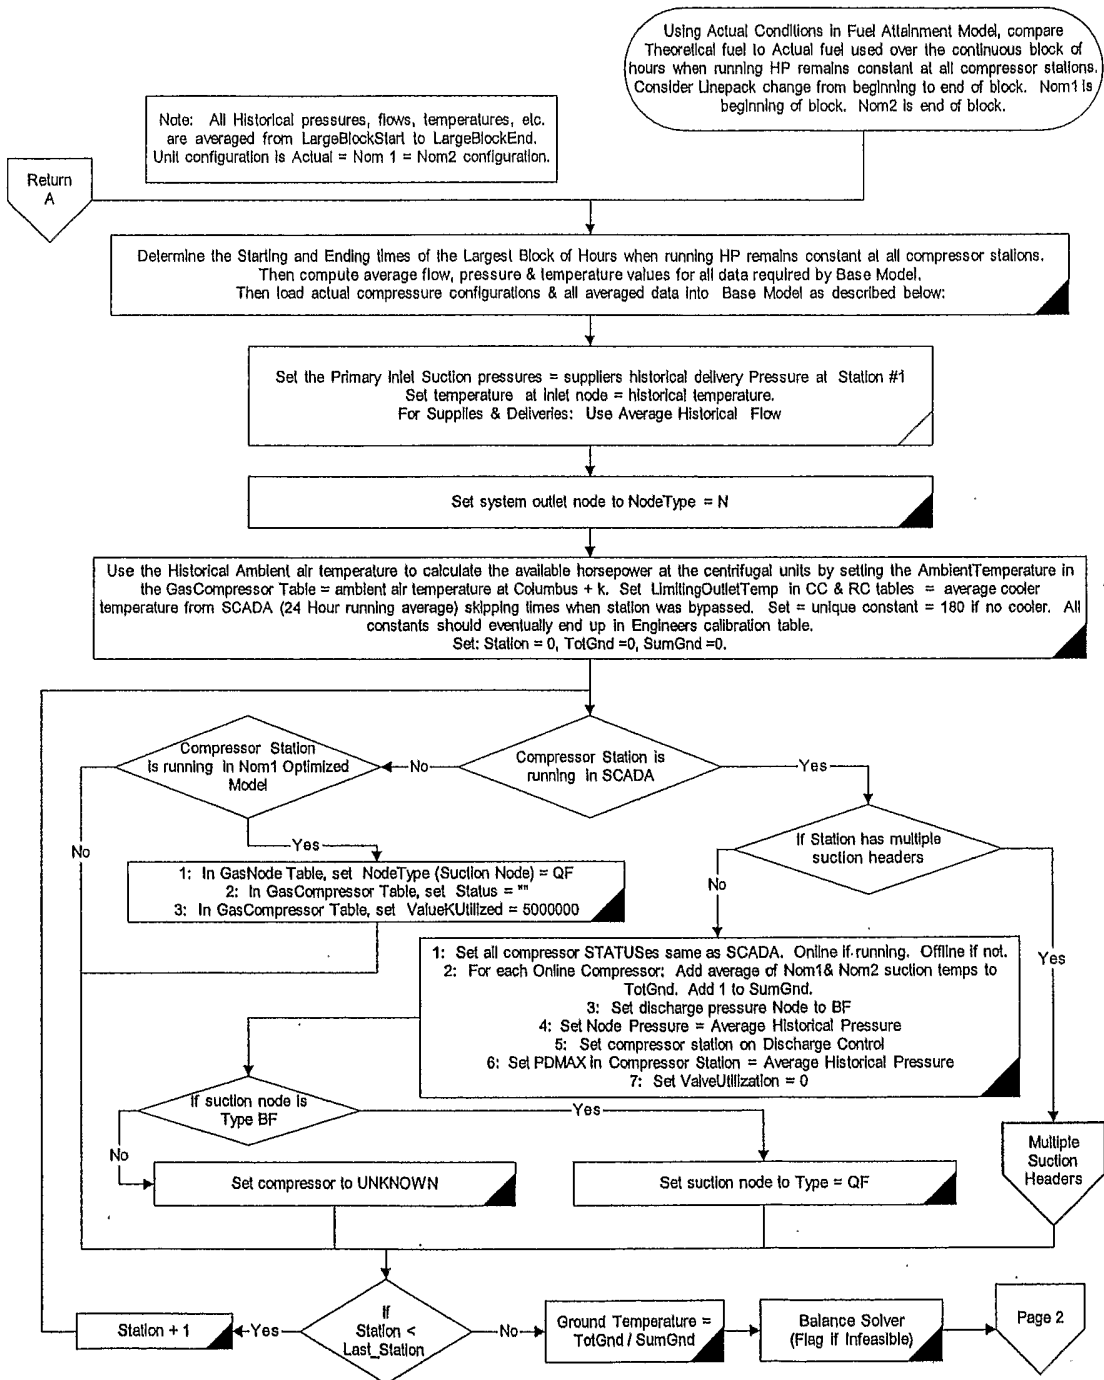 Using Actual Conditions in Fuel Attainment Model, compare
Theoretical fuel to Actual fuel used over the continuous block of
hours when running HP remains constant at all compressor stations.
Consider Linepack change from beginning to end of block. Nom1 is
beginning of block. Nom2 is end of block.
Note: All Historical pressures, flows, temperatures, etc.
are averaged from LargeBlockStart to LargeBlockEnd.
Unit configuration is Actual = Nom 1 = Nom2 configuration.
Return
A
Determine the Starting and Ending times of the Largest Block of Hours when running HP remains constant at all compressor stations.
Then compute average flow, pressure & temperature values for all data required by Base Model.
Then load actual compressure configurations & all averaged data into Base Model as described below:
Set the Primary Inlet Suction pressures = suppliers historical delivery Pressure at Station #1
Set temperature at inlet node = historical temperature.
For Supplies & Deliveries: Use Average Historical Flow
Set system outlet node to NodeType = N
Use the Historical Ambient air temperature to calculate the available horsepower at the centrifugal units by setting the AmbientTemperature in
the GasCompressor Table = ambient air temperature at Columbus + k. Set LimitingOutletTemp in CC & RC tables = average cooler
temperature from SCADA (24 Hour running average) skipping times when station was bypassed. Set = unique constant = 180 if no cooler. All
constants should eventually end up in Engineers calibration table.
Set: Station = 0, TotGnd =0, SumGnd =0.
Compressor Station
is running in Nom1 Optimized
Model
No
Compressor Station is
running in SCADA
Yes
No
Yes
If Station has multiple
suction headers
1: In GasNode Table, set NodeType (Suction Node) = QF
2: In GasCompressor Table, set Status = ""
3: In GasCompressor Table, set ValueKUtilized = 5000000
No
Yes
1: Set all compressor STATUSes same as SCADA. Online if running. Offline if not.
2: For each Online Compressor: Add average of Nom1& Nom2 suction temps to
TotGnd. Add 1 to SumGnd.
3: Set discharge pressure Node to BF
4: Set Node Pressure = Average Historical Pressure
5: Set compressor station on Discharge Control
6: Set PDMAX in Compressor Station = Average Historical Pressure
7: Set ValveUtilization = 0
If suction node is
Type BF
Yes
No
Set compressor to UNKNOWN
Set suction node to Type = QF
Multiple
Suction
Headers
Station + 1
Yes
If
Station <
Last_Station
No
Ground Temperature =
TotGnd / SumGnd
Balance Solver
(Flag if Infeasible)
Page 2